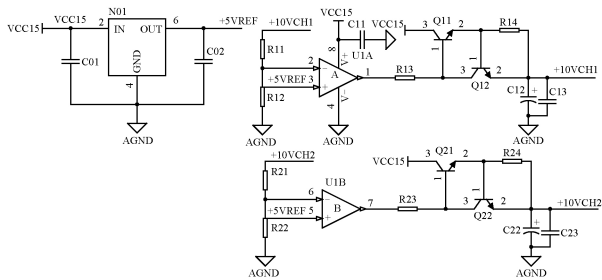 VCC15 VCC15 2 N01 IN OUT GND 4 6 +5VREF
C01
C02
AGND
+10VCH1
R11
R12
+5VREF
2
3
8
4
V+
V-
A
U1A
1
VCC15
C11
AGND
AGND
R13
VCC15
3
Q11
2
1
R14
3
Q12
2
1
+10VCH1
C12
+
C13
AGND
+10VCH2
R21
R22
+5VREF
6
5
U1B
B
7
AGND
R23
VCC15
3
Q21
2
1
R24
3
Q22
2
1
+10VCH2
C22
+
C23
AGND